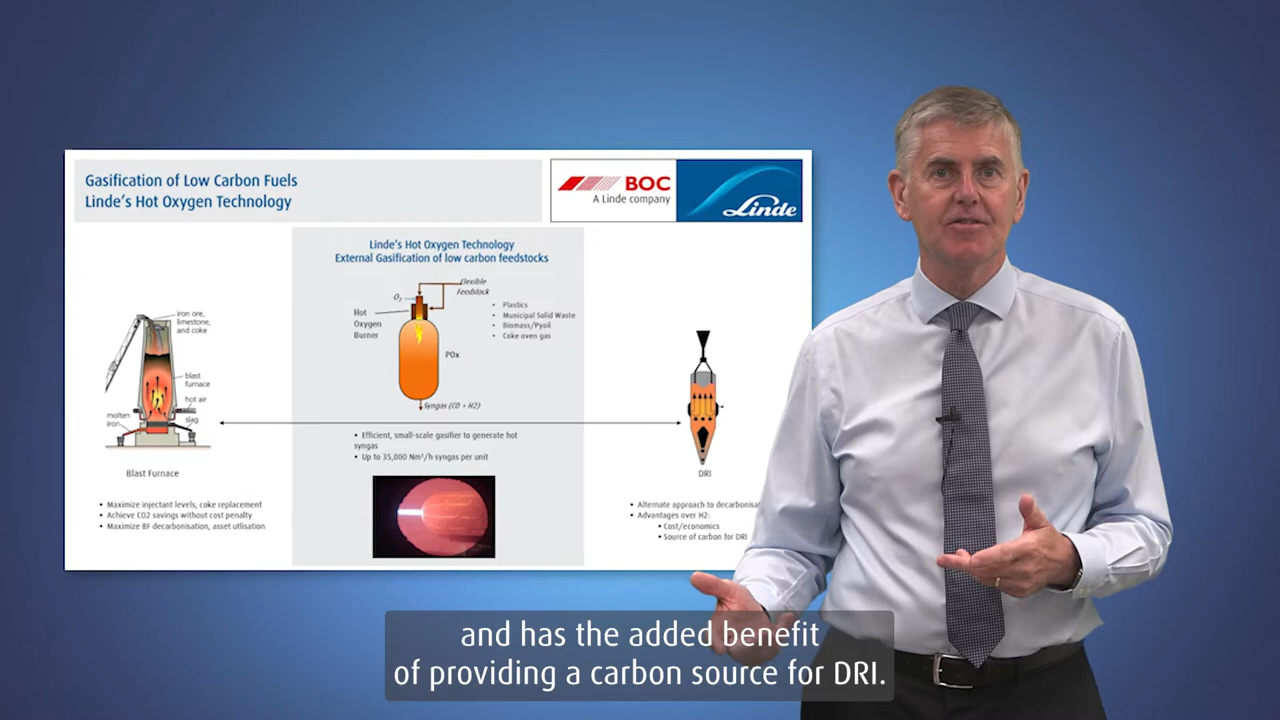 Gasification of Low Carbon Fuels
Linde's Hot Oxygen Technology
BOC
A Linde company
Linde
Linde's Hot Oxygen Technology
External Gasification of low carbon feedstocks
O2
Flexible
Feedstock
Hot
Oxygen
Burner
• Plastics
• Municipal Solid Waste
• Biomass/Pyoil
• Coke oven gas
POx
Syngas (CO + H2)
• Efficient, small-scale gasifier to generate hot
syngas
• Up to 35,000 Nm³/h syngas per unit
iron ore,
limestone,
and coke
blast
furnace
hot air
slag
molten
iron
Blast Furnace
• Maximize injectant levels, coke replacement
• Achieve CO2 savings without cost penalty
• Maximize BF decarbonisation, asset utlisation
DRI
• Alternate approach to
• Advantages over H2:
• Cost/economics
• Source of carbon for DRI
and has the added benefit
of providing a carbon source for DRI.